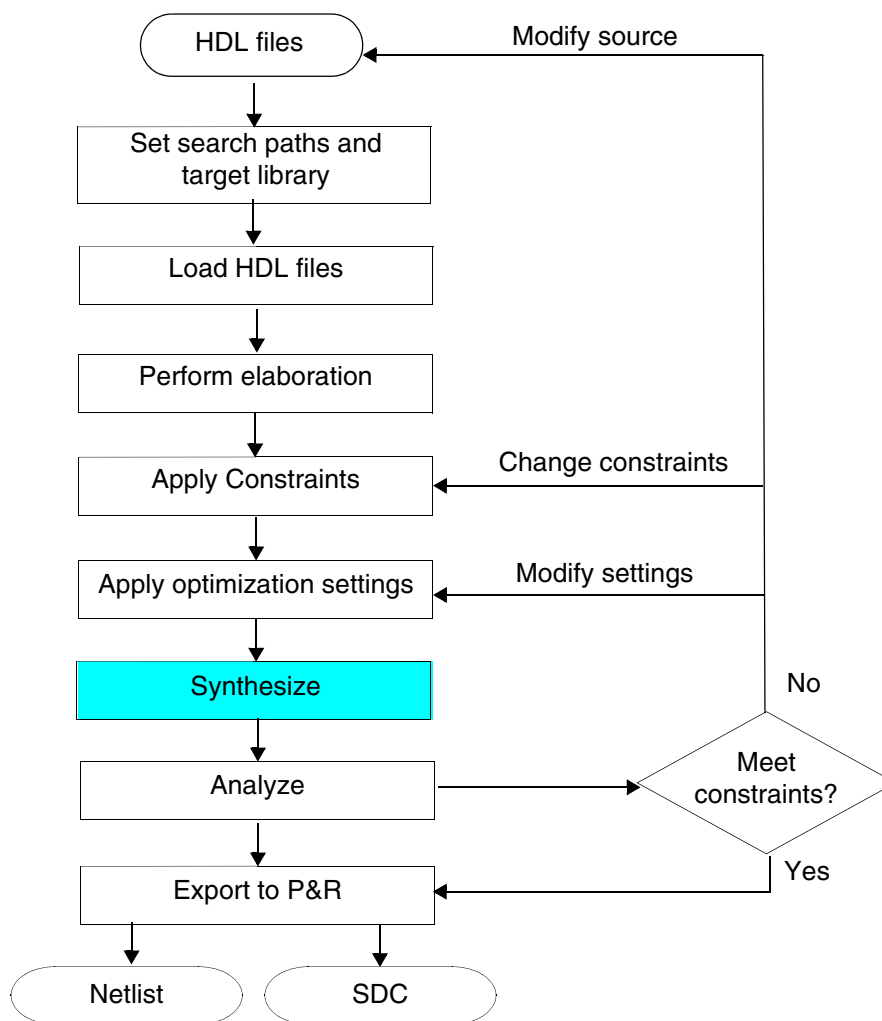 HDL files
Modify source
Set search paths and
target library
Load HDL files
Perform elaboration
Apply Constraints
Change constraints
Apply optimization settings
Modify settings
Synthesize
No
Analyze
Meet
constraints?
Yes
Export to P&R
Netlist
SDC